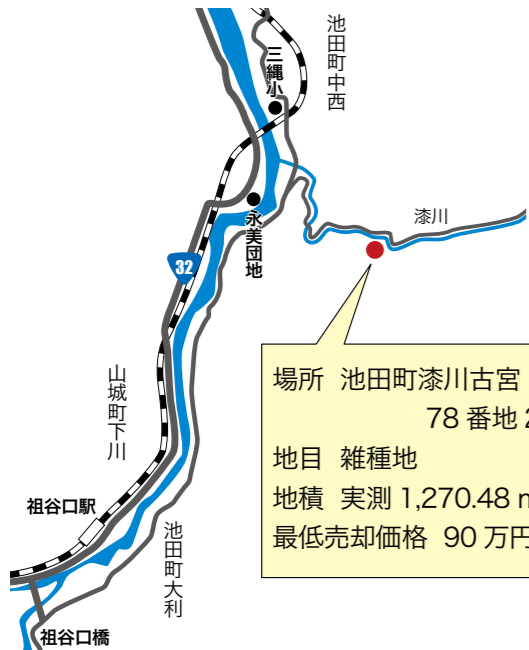 池田町中西
三縄小
永美団地
漆川
32
山城町下川
祖谷口駅
池田町大利
祖谷口橋
場所 池田町漆川古宮
78 番地 2
地目 雑種地
地積 実測 1,270.48 m
最低売却価格 90 万円